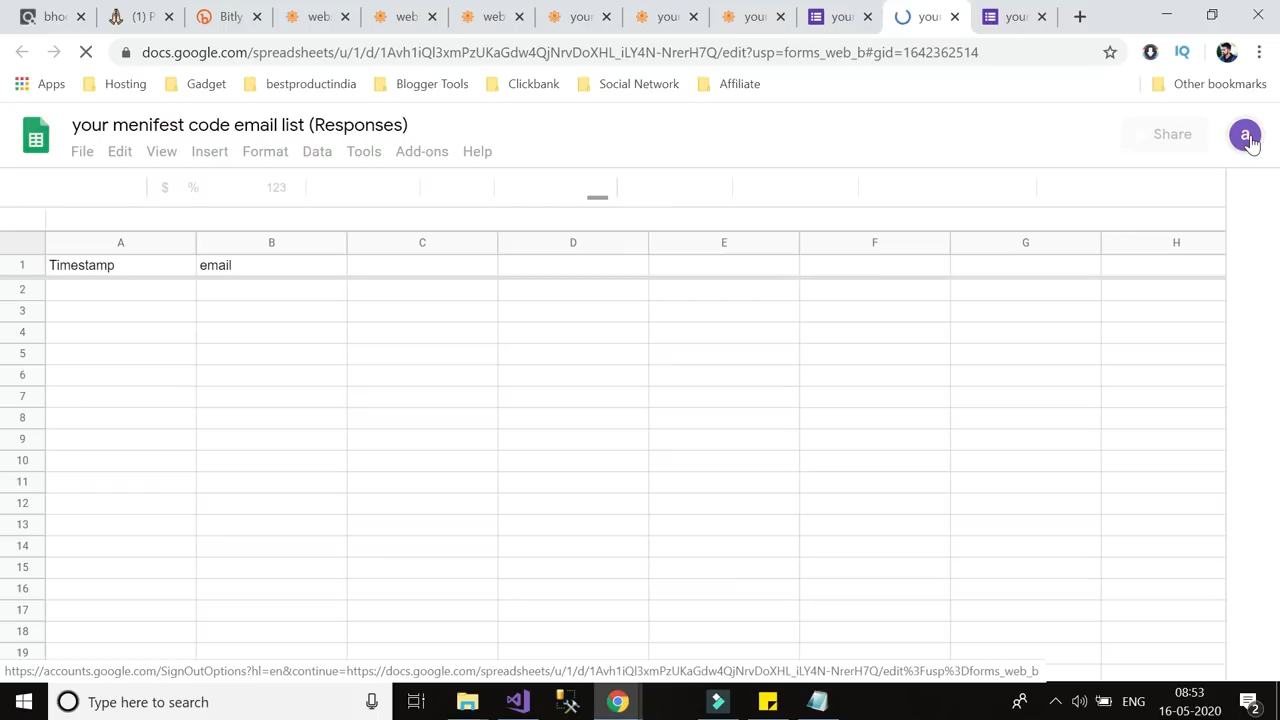 bhoo
(1) P
Bitly
web
web
web
your
your
your
your
your
your
docs.google.com/spreadsheets/u/1/d/1Avh1iQl3xmPzUKaGdw4QjNrvDoXHL_iLY4N-NrerH7Q/edit?usp=forms_web_b#gid=1642362514
IQ
Apps
Hosting
Gadget
bestproductindia
Blogger Tools
Clickbank
Social Network
Affiliate
Other bookmarks
your menifest code email list (Responses)
Share
a
File Edit View Insert Format Data Tools Add-ons Help
$ % 123
A B C D E F G H
1 Timestamp email
2
3
4
5
6
7
8
9
10
11
12
13
14
15
16
17
18
19
https://accounts.google.com/SignOutOptions?hl=en&continue=https://docs.google.com/spreadsheets/u/1/d/1Avh1iQl3xmPzUKaGdw4QjNrvDoXHL_iLY4N-NrerH7Q/edit%3Fusp%3Dforms_web_b
Type here to search
ENG
08:53
16-05-2020
2